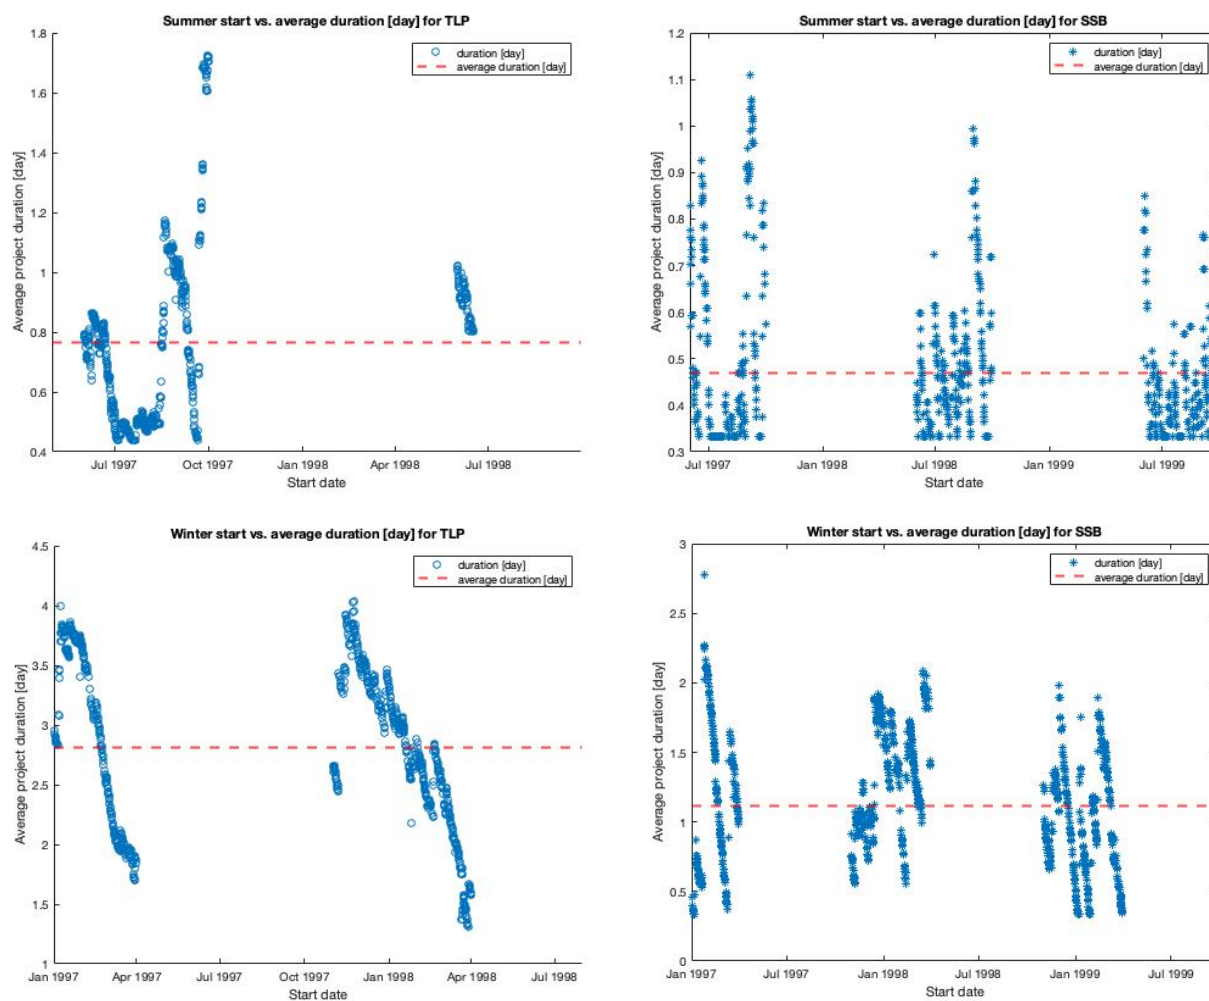 Summer start vs. average duration [day] for TLP
1.8
1.6
1.4
1.2
1
0.8
0.6
0.4
Average project duration [day]
duration [day]
average duration [day]
Jul 1997 Oct 1997 Jan 1998 Apr 1998 Jul 1998
Start date
Summer start vs. average duration [day] for SSB
1.2
1.1
1
0.9
0.8
0.7
0.6
0.5
0.4
0.3
Average project duration [day]
duration [day]
average duration [day]
Jul 1997 Jan 1998 Jul 1998 Jan 1999 Jul 1999
Start date
Winter start vs. average duration [day] for TLP
4.5
4
3.5
3
2.5
2
1.5
1
Average project duration [day]
duration [day]
average duration [day]
Jan 1997 Apr 1997 Jul 1997 Oct 1997 Jan 1998 Apr 1998 Jul 1998
Start date
Winter start vs. average duration [day] for SSB
3
2.5
2
1.5
1
0.5
0
Average project duration [day]
duration [day]
average duration [day]
Jan 1997 Jul 1997 Jan 1998 Jul 1998 Jan 1999 Jul 1999
Start date